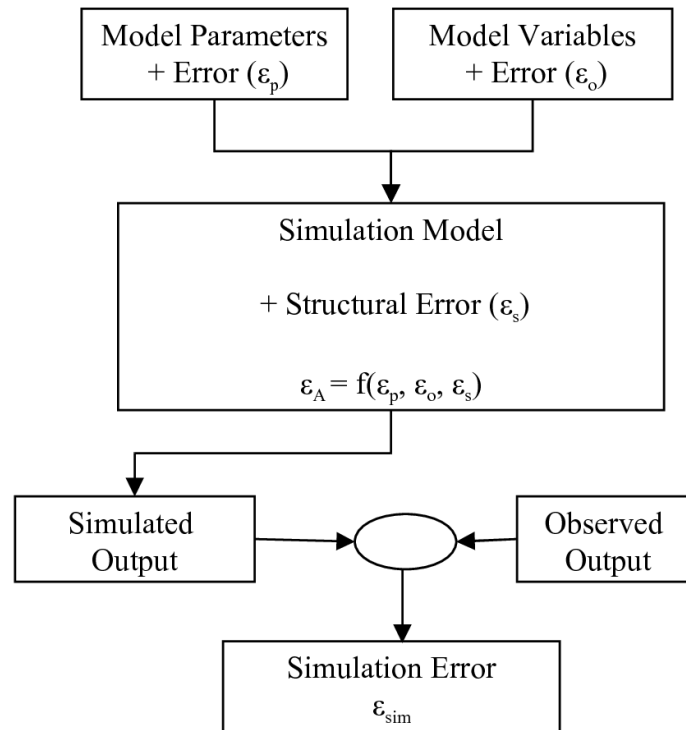 Model Parameters
+ Error (εp)
Model Variables
+ Error (εo)
Simulation Model
+ Structural Error (εs)
εA = f(εp, εo, εs)
Simulated
Output
Observed
Output
Simulation Error
εsim